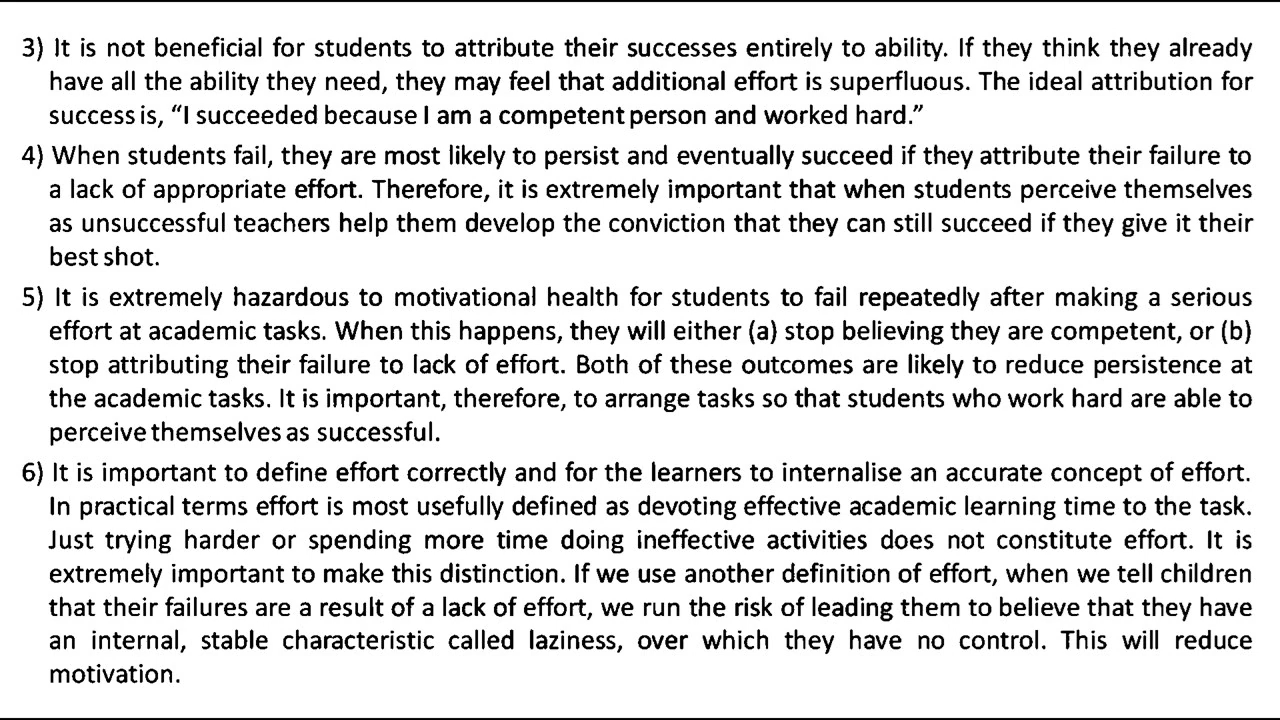 3) It is not beneficial for students to attribute their successes entirely to ability. If they think they already
have all the ability they need, they may feel that additional effort is superfluous. The ideal attribution for
success is, “I succeeded because I am a competent person and worked hard.”
4) When students fail, they are most likely to persist and eventually succeed if they attribute their failure to
a lack of appropriate effort. Therefore, it is extremely important that when students perceive themselves
as unsuccessful teachers help them develop the conviction that they can still succeed if they give it their
best shot.
5) It is extremely hazardous to motivational health for students to fail repeatedly after making a serious
effort at academic tasks. When this happens, they will either (a) stop believing they are competent, or (b)
stop attributing their failure to lack of effort. Both of these outcomes are likely to reduce persistence at
the academic tasks. It is important, therefore, to arrange tasks so that students who work hard are able to
perceive themselves as successful.
6) It is important to define effort correctly and for the learners to internalise an accurate concept of effort.
In practical terms effort is most usefully defined as devoting effective academic learning time to the task.
Just trying harder or spending more time doing ineffective activities does not constitute effort. It is
extremely important to make this distinction. If we use another definition of effort, when we tell children
that their failures are a result of a lack of effort, we run the risk of leading them to believe that they have
an internal, stable characteristic called laziness, over which they have no control. This will reduce
motivation.